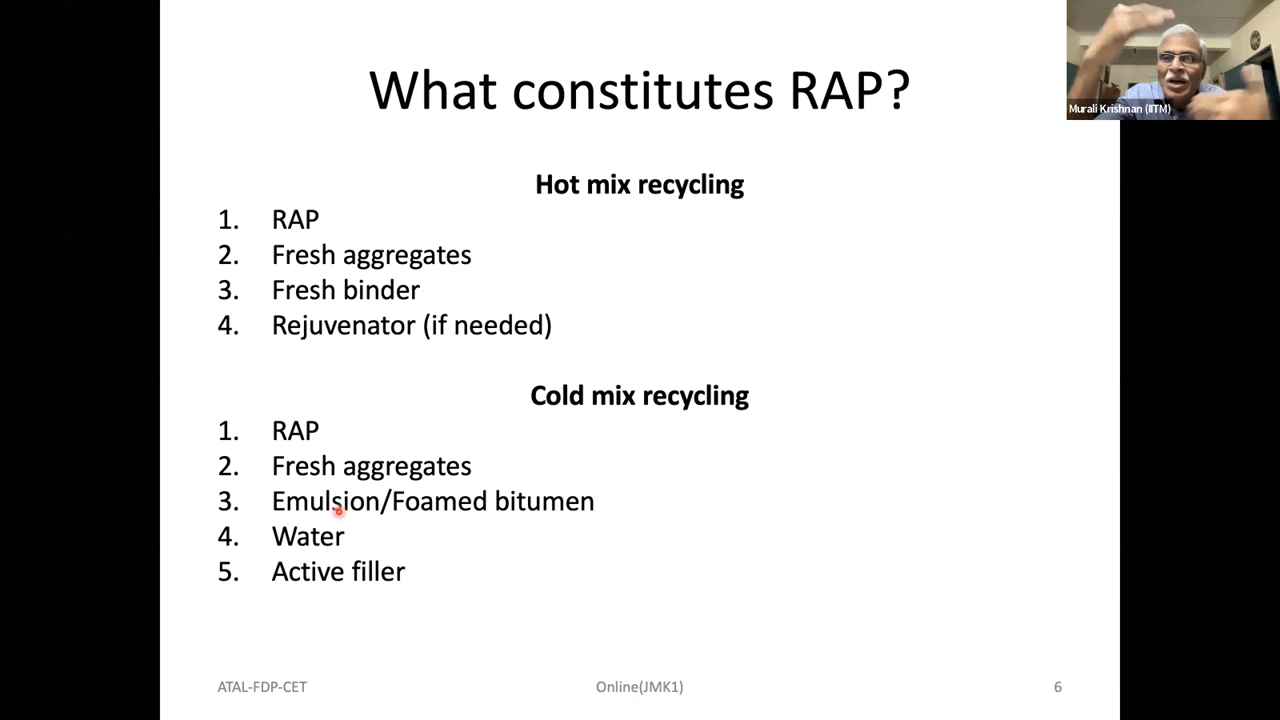 What constitutes RAP?
Murali Krishnan (IITM)
Hot mix recycling
1. RAP
2. Fresh aggregates
3. Fresh binder
4. Rejuvenator (if needed)
Cold mix recycling
1. RAP
2. Fresh aggregates
3. Emulsion/Foamed bitumen
4. Water
5. Active filler
ATAL-FDP-CET Online(JMK1) 6